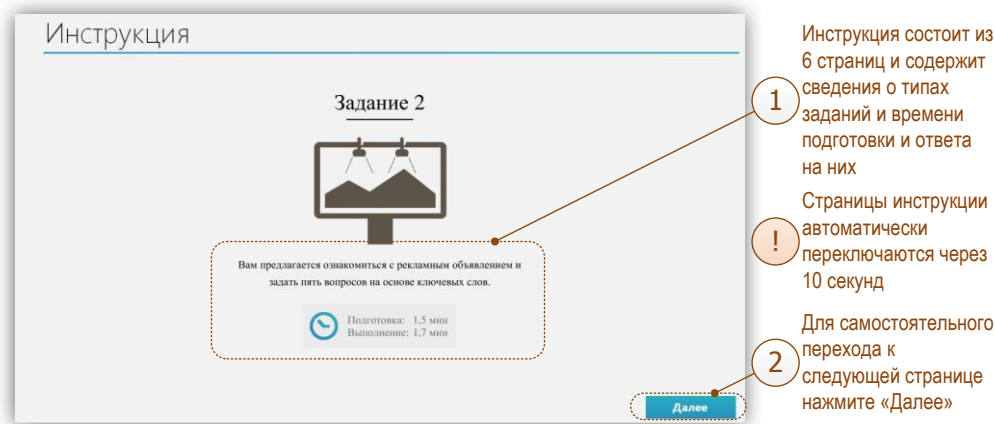 Инструкция
Задание 2
Вам предлагается ознакомиться с рекламным объявлением и
задать пять вопросов на основе ключевых слов.
Подготовка: 1,5 мин
Выполнение: 1,7 мин
Далее
1
Инструкция состоит из
6 страниц и содержит
сведения о типах
заданий и времени
подготовки и ответа
на них
!
Страницы инструкции
автоматически
переключаются через
10 секунд
2
Для самостоятельного
перехода к
следующей странице
нажмите «Далее»